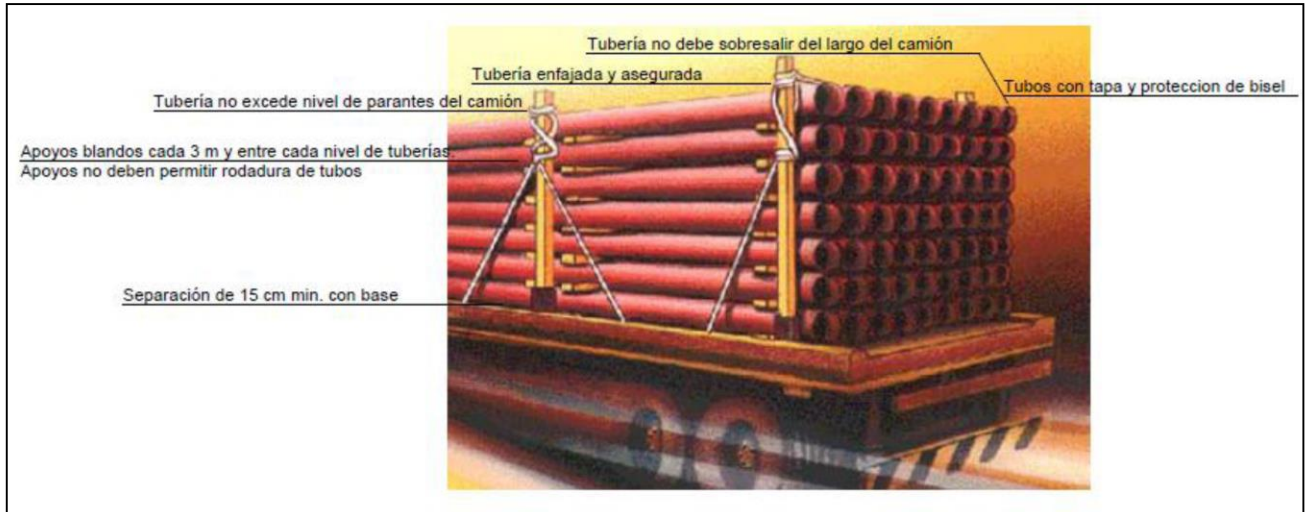 Tubería no debe sobresalir del largo del camión
Tubería enfajada y asegurada
Tubos con tapa y proteccion de bisel
Tubería no excede nivel de parantes del camión
Apoyos blandos cada 3 m y entre cada nivel de tuberías.
Apoyos no deben permitir rodadura de tubos
Separación de 15 cm min. con base